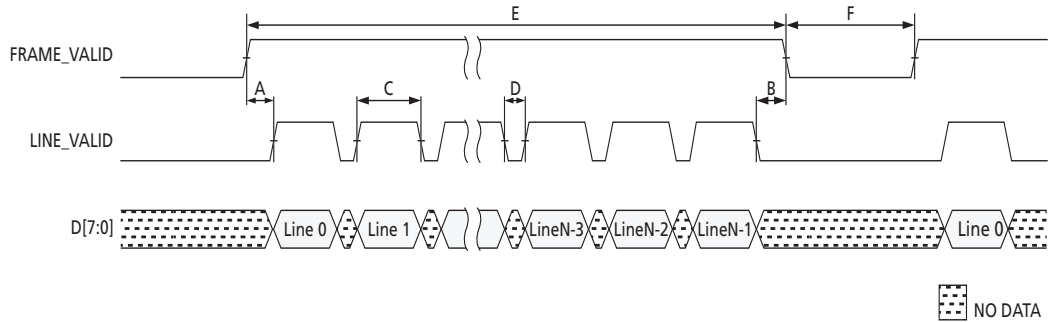 E F
FRAME_VALID
A C D B
LINE_VALID
D[7:0] Line 0 Line 1 LineN-3 LineN-2 LineN-1 Line 0
NO DATA